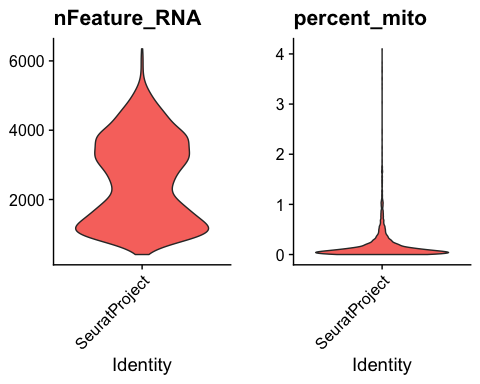 nFeature_RNA
6000
4000
2000
SeuratProject
Identity
percent_mito
4
3
2
1
0
SeuratProject
Identity